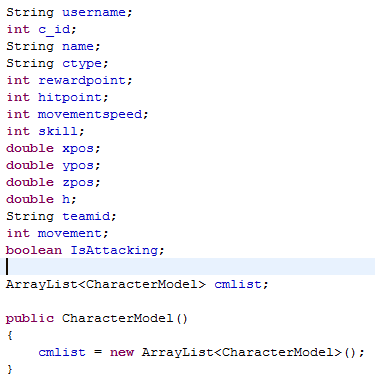 String username;
int c_id;
String name;
String ctype;
int rewardpoint;
int hitpoint;
int movementspeed;
int skill;
double xpos;
double ypos;
double zpos;
double h;
String teamid;
int movement;
boolean IsAttacking;
ArrayList<CharacterModel> cmlist;
public CharacterModel()
{
cmlist = new ArrayList<CharacterModel>();
}